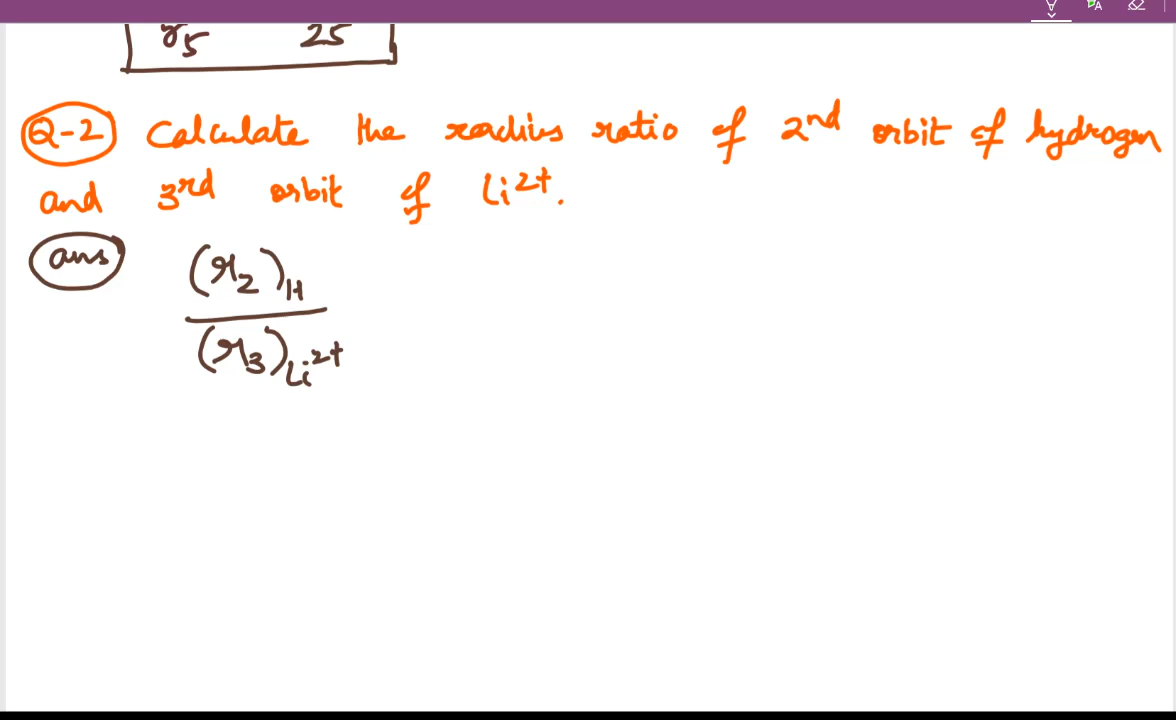 r5 25
Q-2 Calculate the radius ratio of 2nd orbit of hydrogen
and 3rd orbit of Li2+.
ans (r2)H
(r3)Li2+